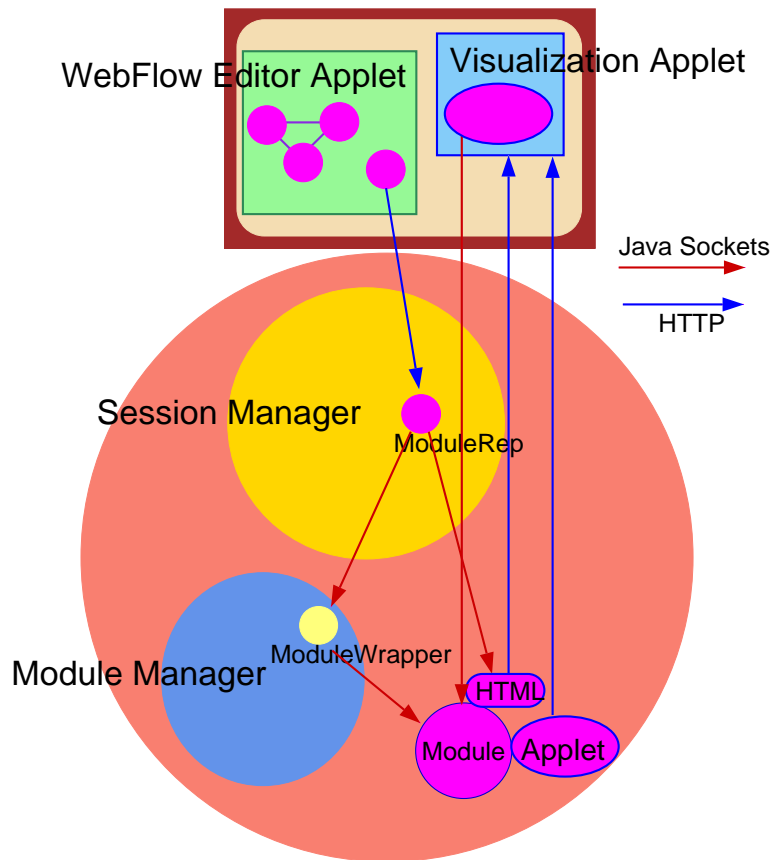 WebFlow Editor Applet
Visualization Applet
Java Sockets
HTTP
Session Manager
ModuleRep
Module Manager
ModuleWrapper
HTML
Module
Applet